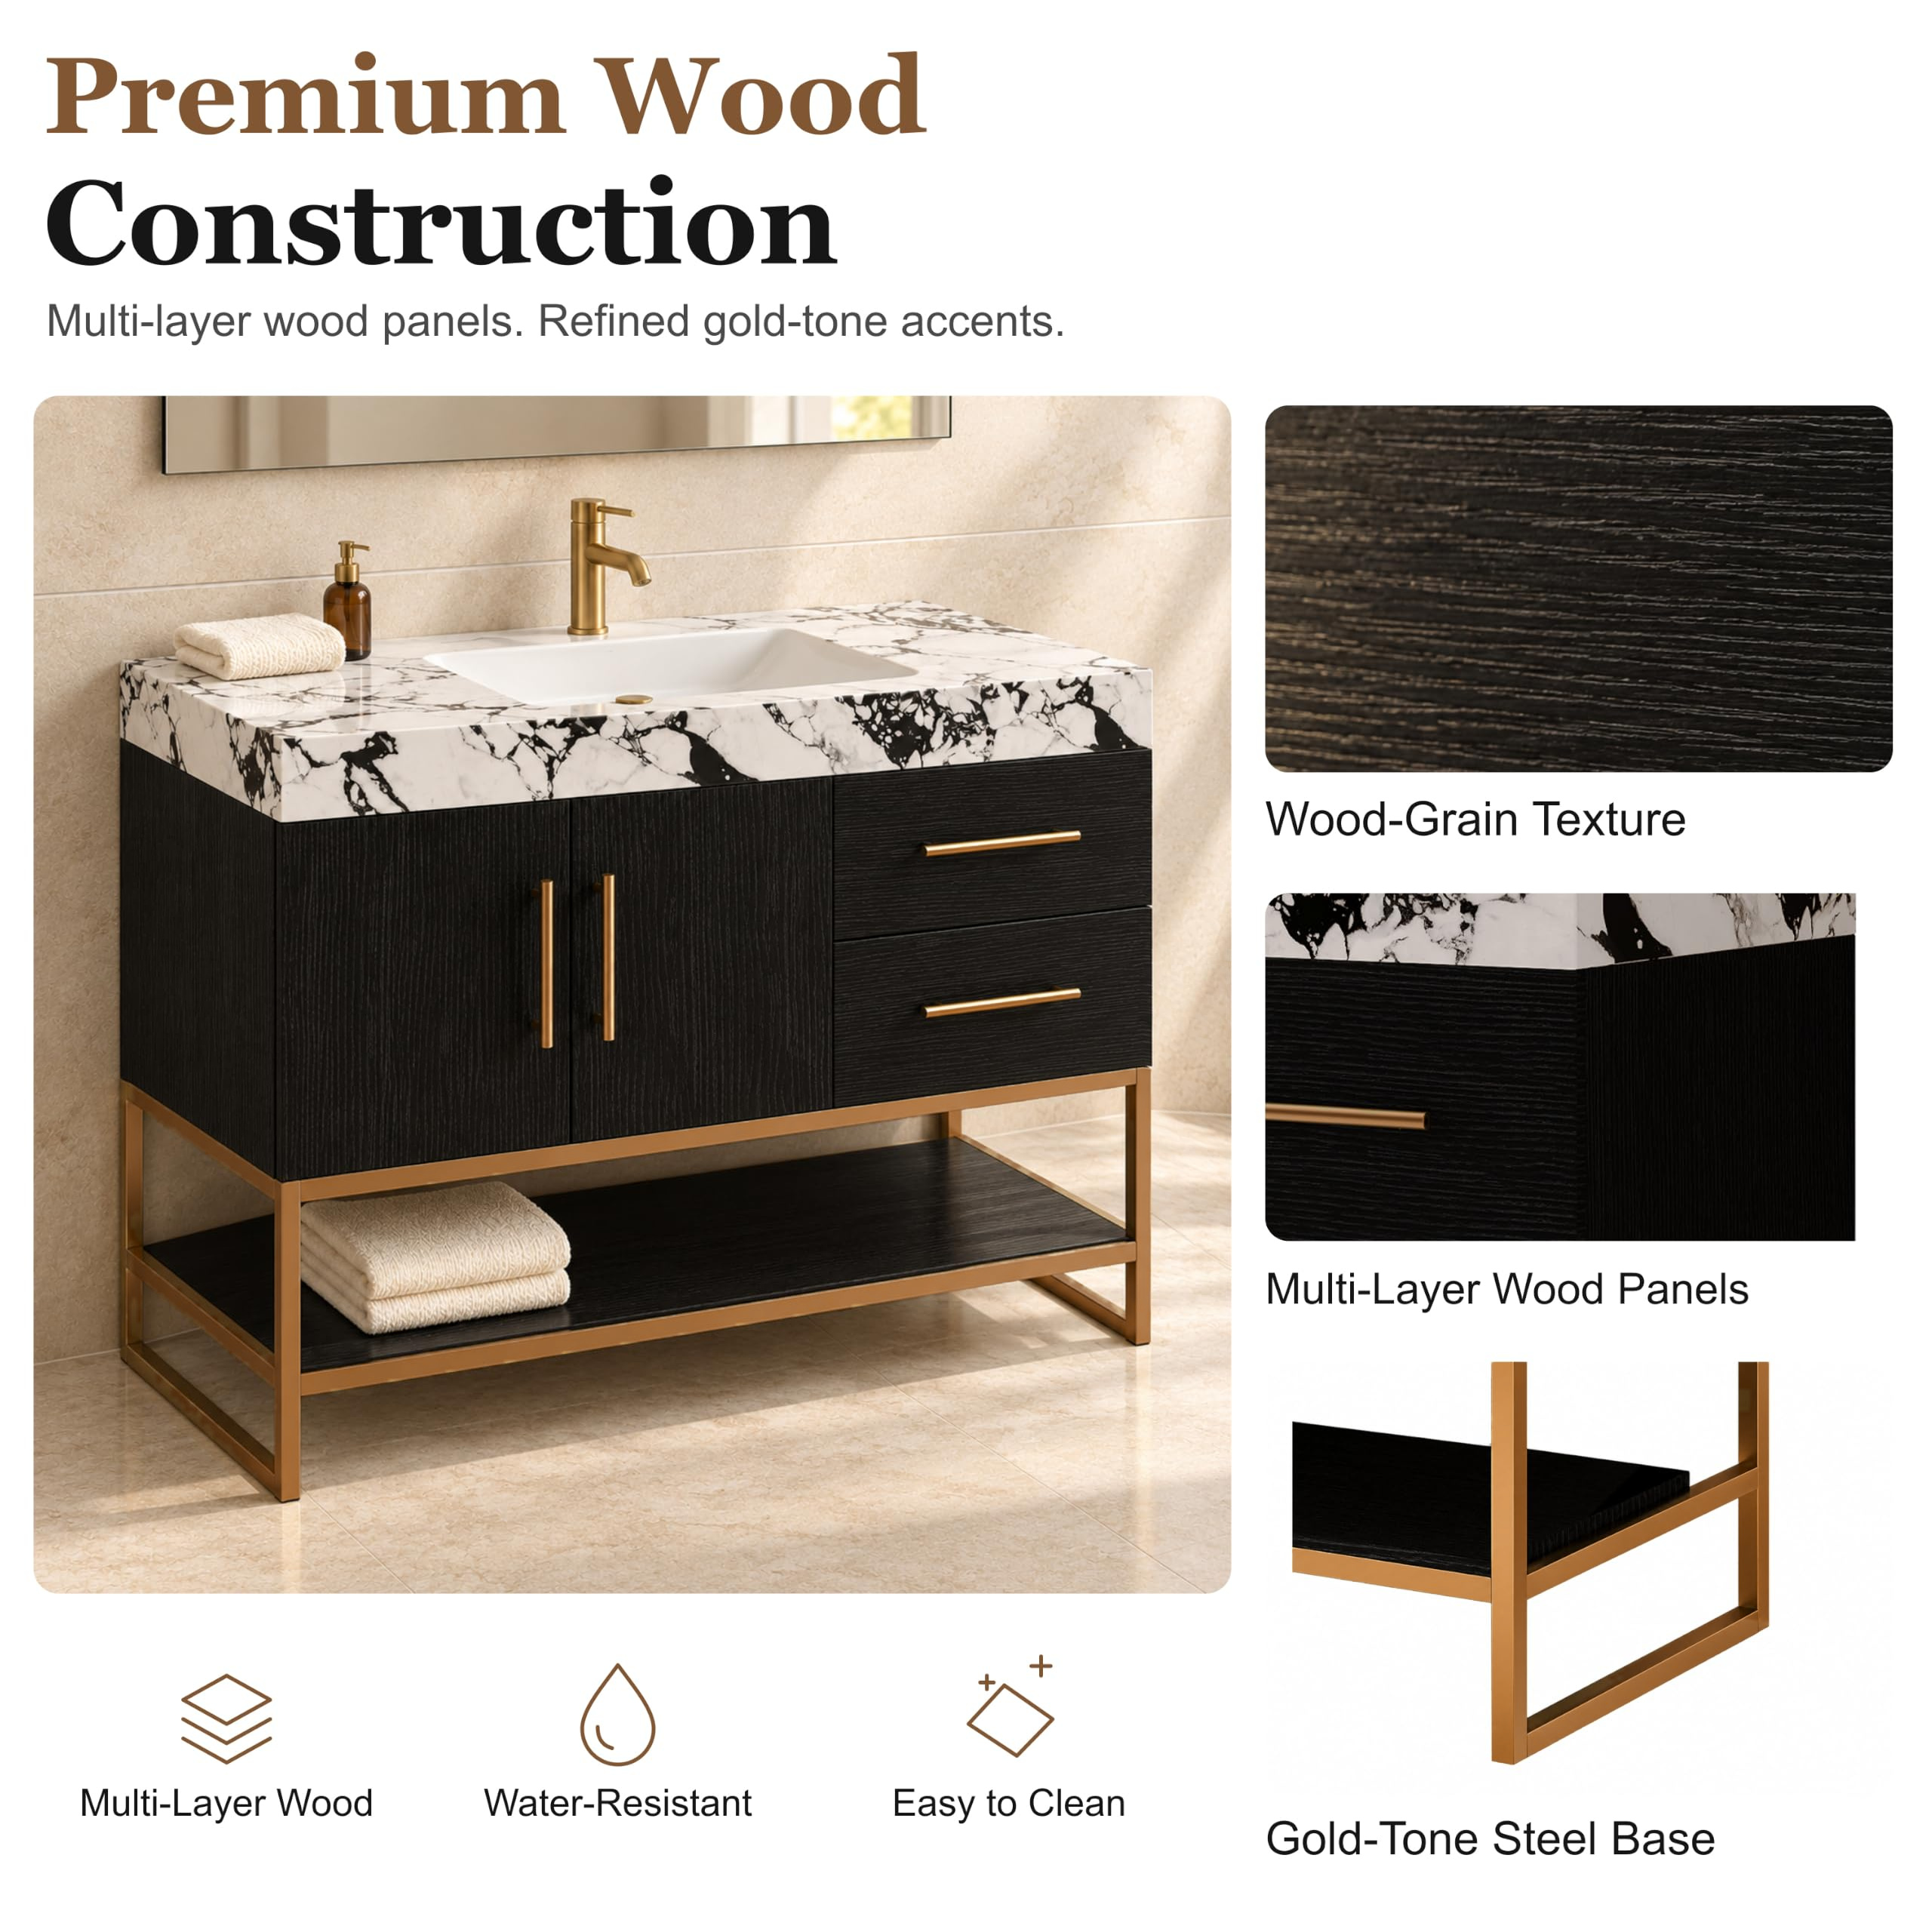 Premium Wood
Construction
Multi-layer wood panels. Refined gold-tone accents.
Wood-Grain Texture
Multi-Layer Wood Panels
Gold-Tone Steel Base
Multi-Layer Wood
Water-Resistant
Easy to Clean